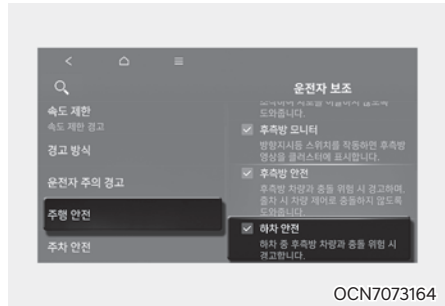 운전자 보조
속도 제한
속도 제한 경고
경고 방식
운전자 주의 경고
주행 안전
주차 안전
도와줍니다.
후측방 모니터
방향지시등 스위치를 작동하면 후측방
영상을 클러스터에 표시합니다.
후측방 안전
후측방 차량과 충돌 위험 시 경고하며,
출차 시 차량 제어로 충돌하지 않도록
도와줍니다.
하차 안전
하차 중 후측방 차량과 충돌 위험 시
경고합니다.
OCN7073164